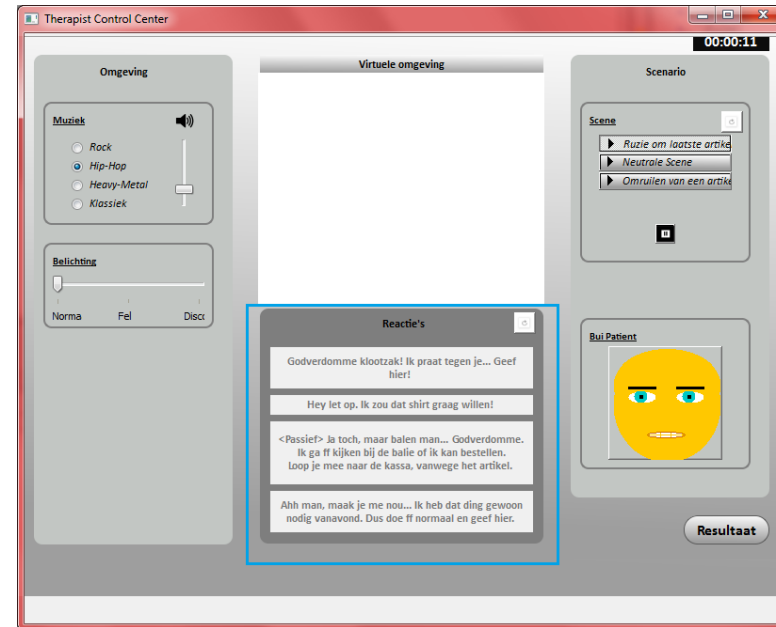 Therapist Control Center
00:00:11
Omgeving
Muziek
Rock
Hip-Hop
Heavy-Metal
Klassiek
Belichting
Norma Fel Disco
Virtuele omgeving
Reactie's
Godverdomme klootzak! Ik praat tegen je... Geef
hier!
Hey let op. Ik zou dat shirt graag willen!
<Passief> Ja toch, maar balen man... Godverdomme.
Ik ga ff kijken bij de balie of ik kan bestellen.
Loop je mee naar de kassa, vanwege het artikel.
Ahh man, maak je me nou... Ik heb dat ding gewoon
nodig vanavond. Dus doe ff normaal en geef hier.
Scenario
Scene
Ruzie om laatste artike
Neutrale Scene
Omruilen van een artike
Bui Patient
Resultaat